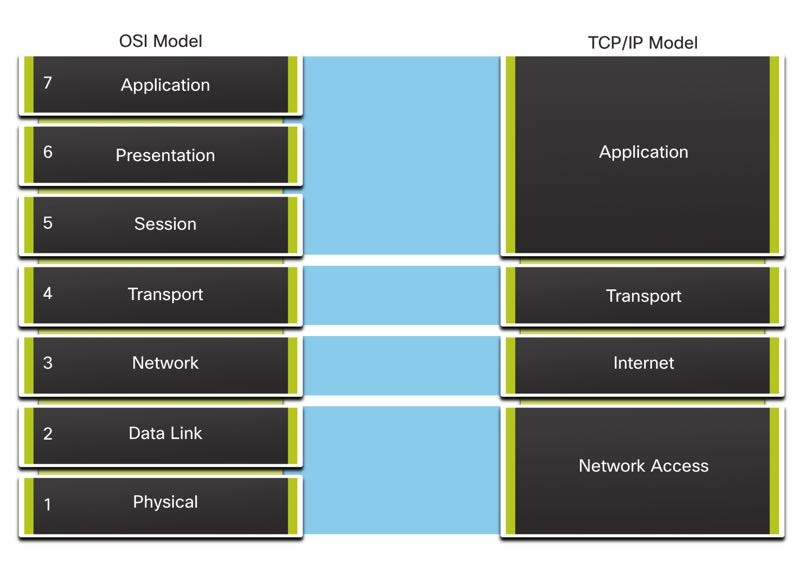 OSI Model
TCP/IP Model
7 Application
6 Presentation
5 Session
Application
4 Transport
Transport
3 Network
Internet
2 Data Link
1 Physical
Network Access